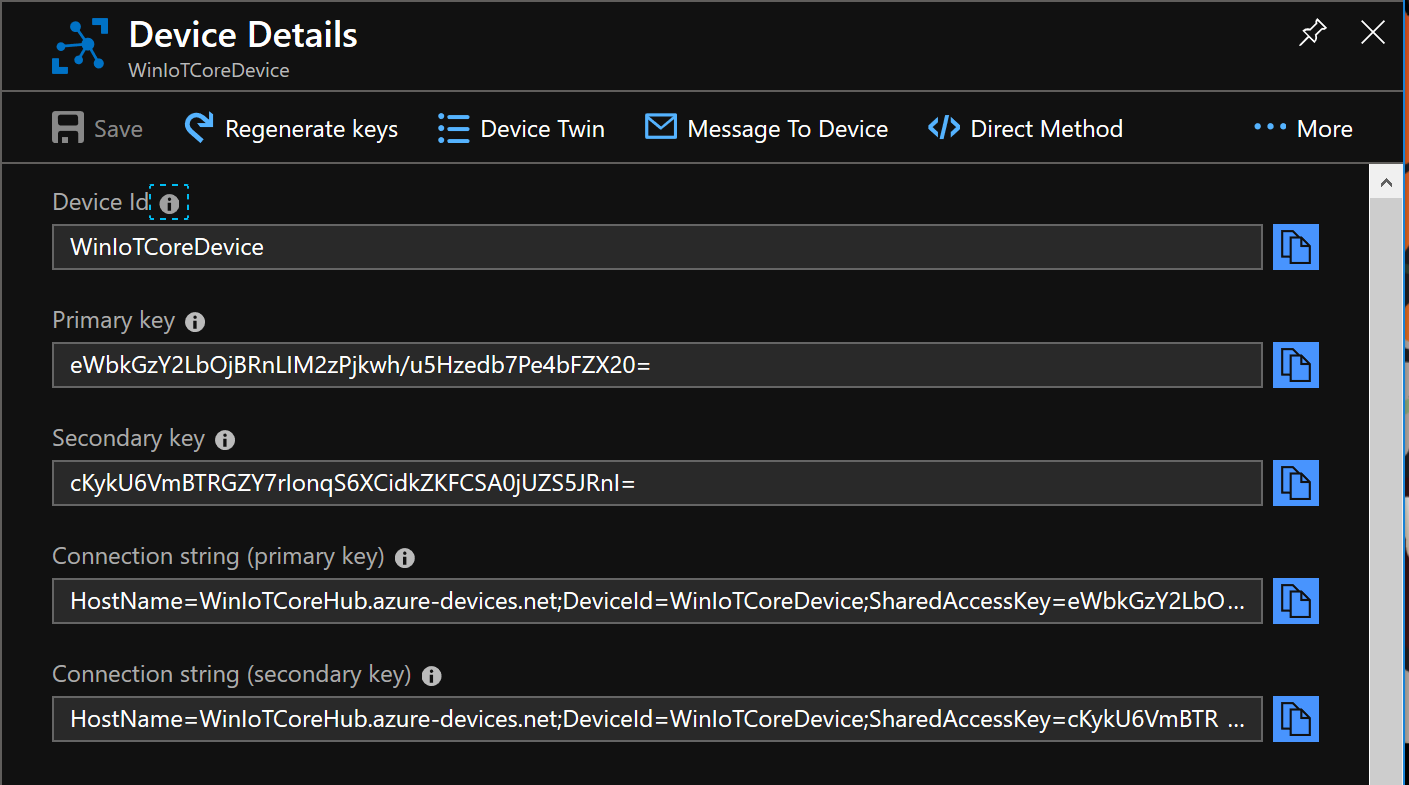 Device Details
WinIoTCoreDevice
Save Regenerate keys Device Twin Message To Device Direct Method More
Device Id
WinIoTCoreDevice
Primary key
eWbkGzY2LbOjBRnLIM2zPjkwh/u5Hzedb7Pe4bFZX20=
Secondary key
cKykU6VmBTRGZY7rIonqS6XCidkZKFCSA0jUZS5JRnI=
Connection string (primary key)
HostName=WinIoTCoreHub.azure-devices.net;DeviceId=WinIoTCoreDevice;SharedAccessKey=eWbkGzY2LbO...
Connection string (secondary key)
HostName=WinIoTCoreHub.azure-devices.net;DeviceId=WinIoTCoreDevice;SharedAccessKey=cKykU6VmBTR ...